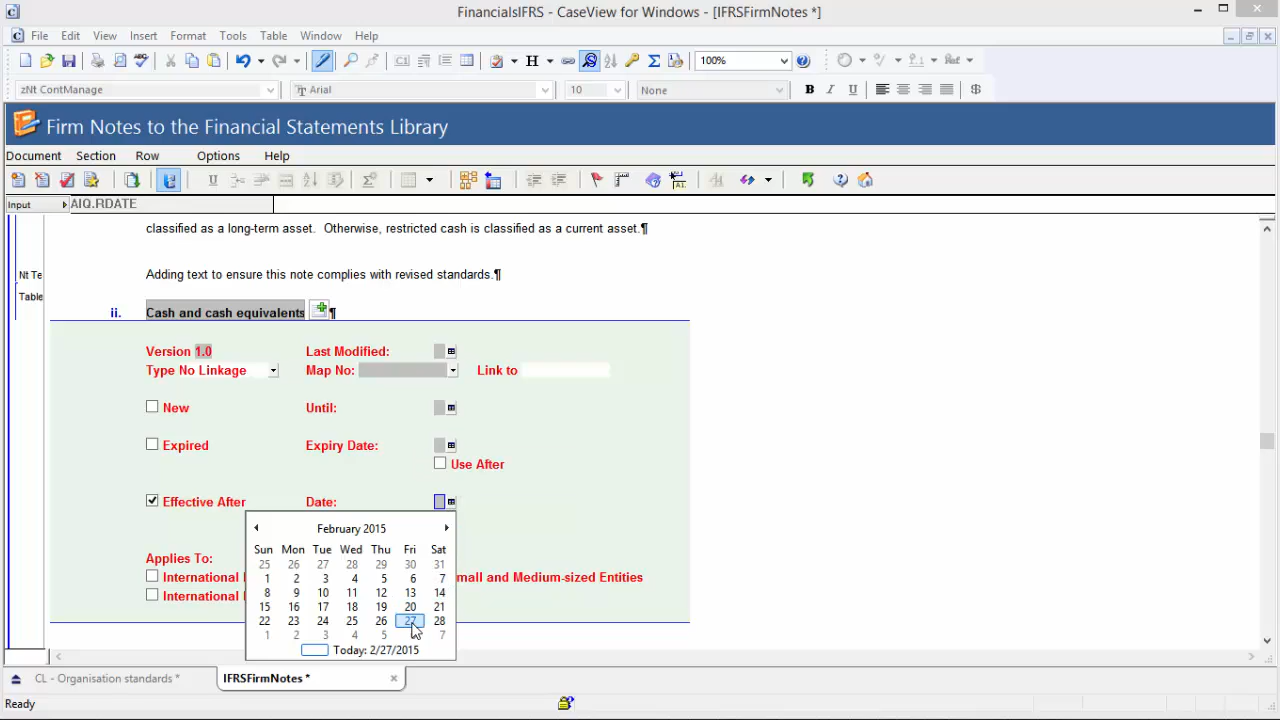 FinancialsIFRS - CaseView for Windows - [IFRSFirmNotes *]
File Edit View Insert Format Tools Table Window Help
H 100%
zNt ContManage Arial 10 None B I U
Firm Notes to the Financial Statements Library
Document Section Row Options Help
Input AIQ.RDATE
classified as a long-term asset. Otherwise, restricted cash is classified as a current asset.¶
Nt Te Adding text to ensure this note complies with revised standards.¶
Table
ii. Cash and cash equivalents ¶
Version 1.0 Last Modified:
Type No Linkage Map No: Link to
New Until:
Expired Expiry Date:
Use After
Effective After Date:
February 2015
Sun Mon Tue Wed Thu Fri Sat
25 26 27 28 29 30 31
1 2 3 4 5 6 7
8 9 10 11 12 13 14
15 16 17 18 19 20 21
22 23 24 25 26 27 28
1 2 3 4 5 7
Today: 2/27/2015
Applies To:
International mall and Medium-sized Entities
International
CL - Organisation standards * IFRSFirmNotes *
Ready